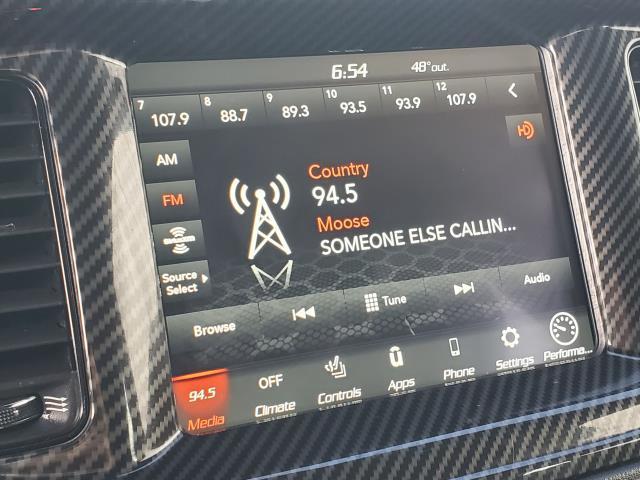 6:54 48° out.
7 8 9 10 11 12
107.9 88.7 89.3 93.5 93.9 107.9
AM
HD
Country
FM
94.5
Moose
SOMEONE ELSE CALLIN...
Source
Select
Browse Tune Audio
94.5 OFF
Media Climate Controls Apps Phone Settings Performa...